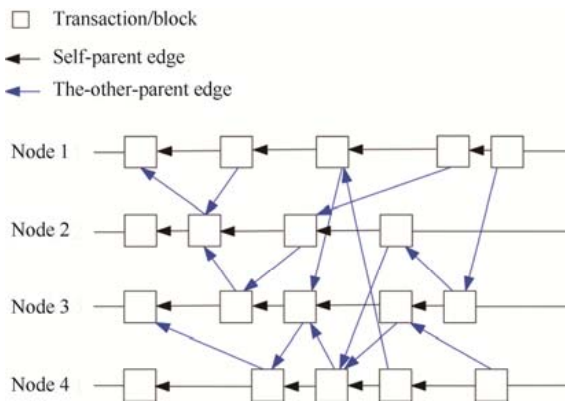 Transaction/block
Self-parent edge
The-other-parent edge
Node 1
Node 2
Node 3
Node 4